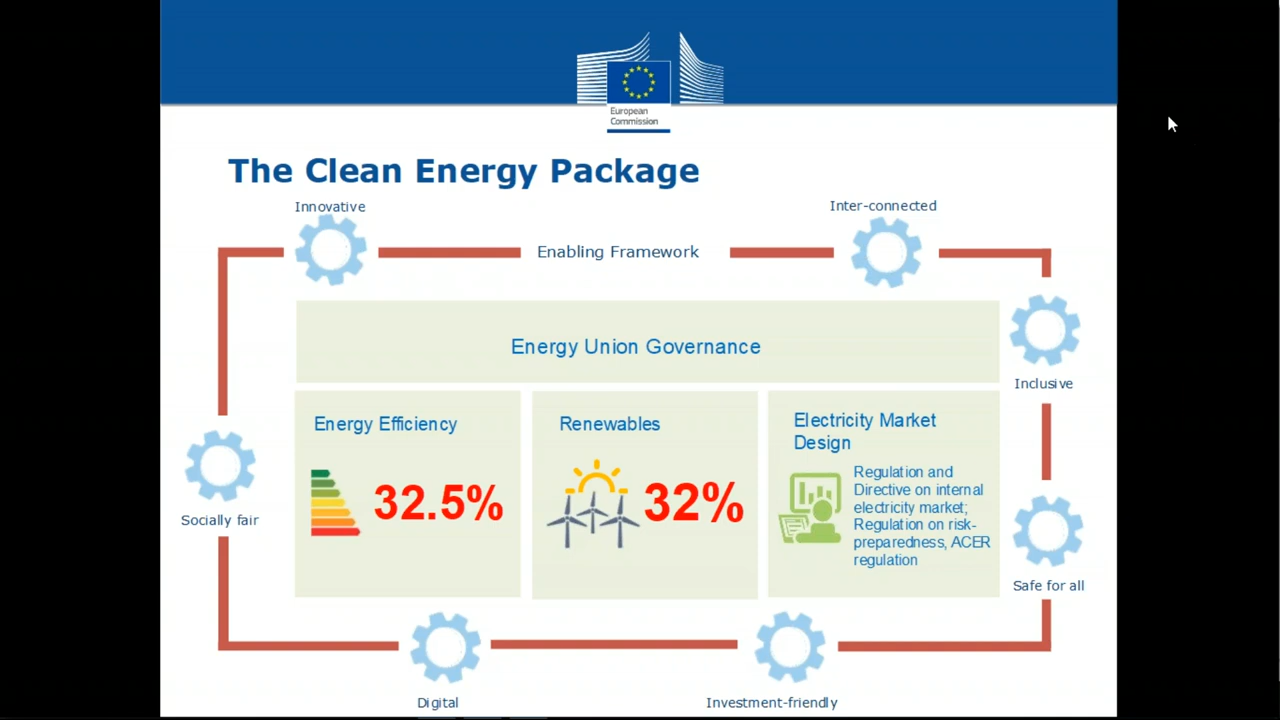 European
Commission
The Clean Energy Package
Innovative
Inter-connected
Enabling Framework
Energy Union Governance
Inclusive
Energy Efficiency
32.5%
Renewables
32%
Electricity Market
Design
Regulation and
Directive on internal
electricity market;
Regulation on risk-
preparedness, ACER
regulation
Socially fair
Safe for all
Digital
Investment-friendly